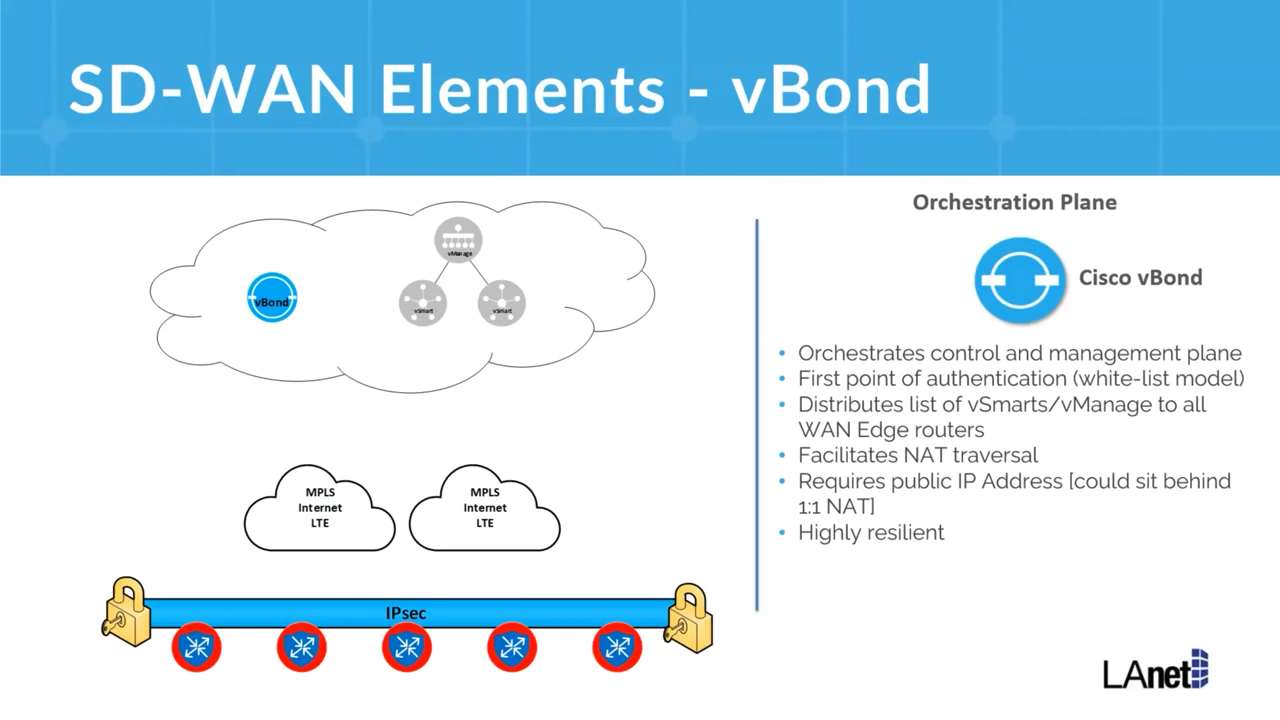 SD-WAN Elements - vBond
vManage
vBond
vSmart
vSmart
MPLS
Internet
LTE
MPLS
Internet
LTE
IPsec
Orchestration Plane
Cisco vBond
• Orchestrates control and management plane
• First point of authentication (white-list model)
• Distributes list of vSmarts/vManage to all
WAN Edge routers
• Facilitates NAT traversal
• Requires public IP Address [could sit behind
1:1 NAT]
• Highly resilient
LAnet